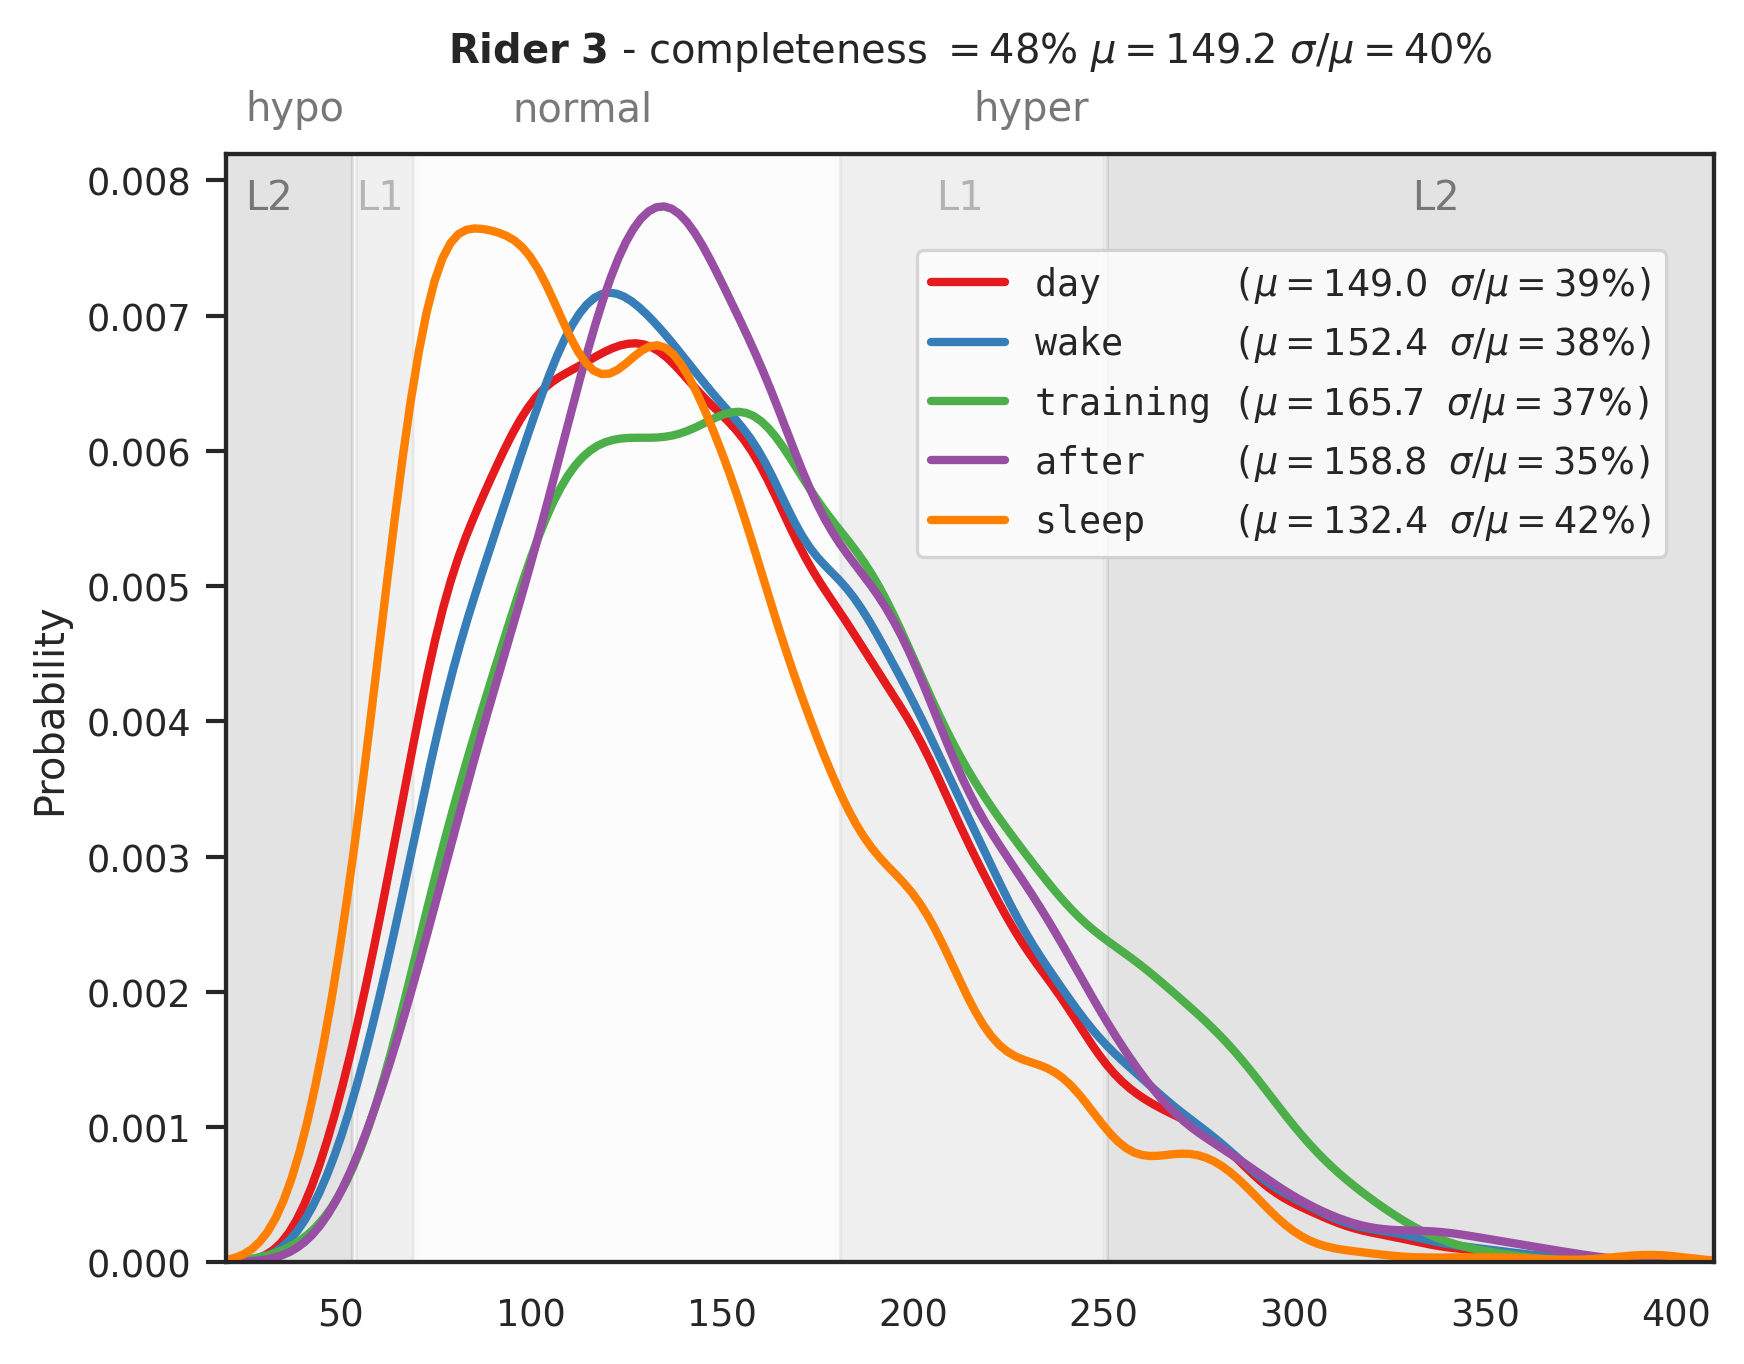 Rider 3 - completeness = 48% μ = 149.2 σ/μ = 40%
hypo normal hyper
L2 L1 L1 L2
0.008
0.007
0.006
0.005
0.004
0.003
0.002
0.001
0.000
Probability
day (μ = 149.0 σ/μ = 39%)
wake (μ = 152.4 σ/μ = 38%)
training (μ = 165.7 σ/μ = 37%)
after (μ = 158.8 σ/μ = 35%)
sleep (μ = 132.4 σ/μ = 42%)
50 100 150 200 250 300 350 400